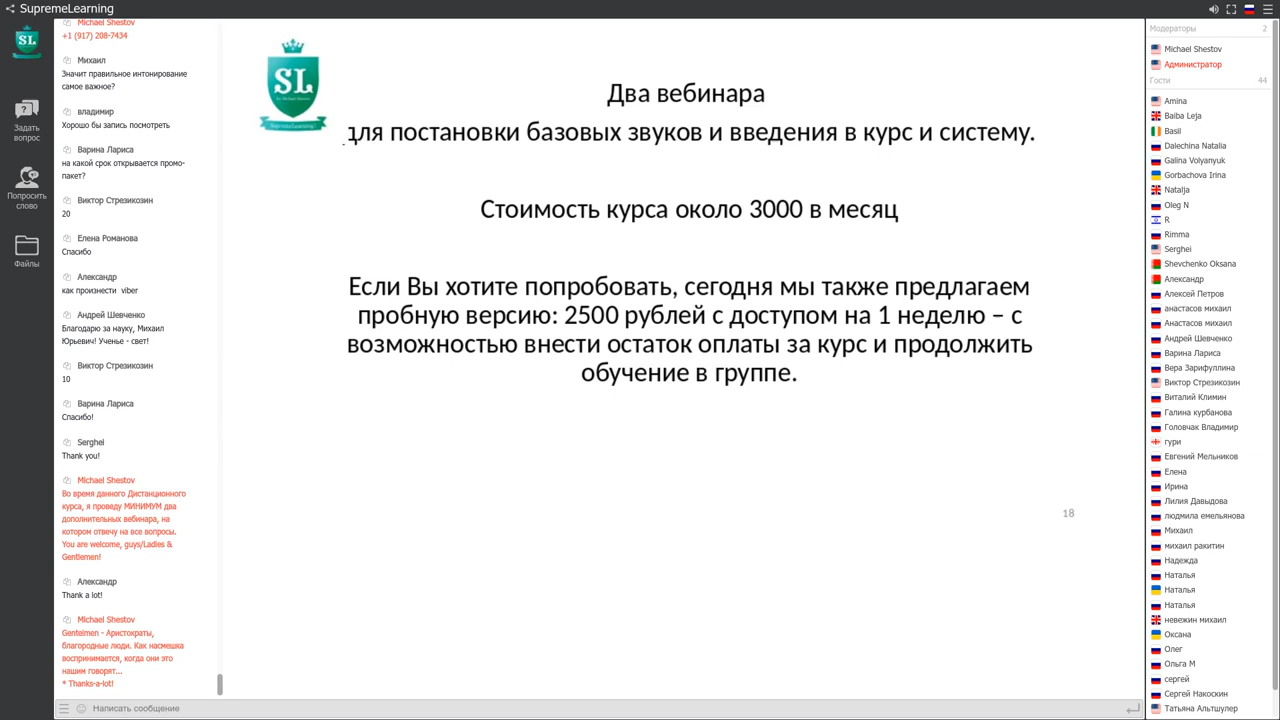 SpeechLearning
Задать
вопрос
Попросить
слово
Файлы
Michael Shestov
+1 (917) 208-7434
Михаил
Значит правильное интонирование
самое важное?
владимир
Хорошо бы запись посмотреть
Варина Лариса
на какой срок открывается промо-
пакет?
Виктор Стрезикозин
20
Елена Романова
Спасибо
Александр
как произнести viber
Андрей Шевченко
Благодарю за науку, Михаил
Юрьевич! Ученье - свет!
Виктор Стрезикозин
10
Варина Лариса
Спасибо!
Serghei
Thank you!
Michael Shestov
Во время данного Дистанционного
курса, я проведу МИНИМУМ два
дополнительных вебинара, на
котором отвечу на все вопросы.
You are welcome, guys/Ladies &
Gentlemen!
Александр
Thank a lot!
Michael Shestov
Gentelmen - Аристократы,
благородные люди. Как насмешка
воспринимается, когда они это
нашим говорят...
* Thanks-a-lot!
Написать сообщение
SL
Два вебинара
для постановки базовых звуков и введения в курс и систему.
Стоимость курса около 3000 в месяц
Если Вы хотите попробовать, сегодня мы также предлагаем
пробную версию: 2500 рублей с доступом на 1 неделю – с
возможностью внести остаток оплаты за курс и продолжить
обучение в группе.
18
Модераторы 2
Michael Shestov
Администратор
Гости 44
Amina
Baiba Leja
Basil
Dalechina Natalia
Galina Volyanyuk
Gorbachova Irina
Natalja
Oleg N
R
Rimma
Serghei
Shevchenko Oksana
Александр
Алексей Петров
анастасов михаил
Анастасов михаил
Андрей Шевченко
Варина Лариса
Вера Зарифуллина
Виктор Стрезикозин
Виталий Климин
Галина курбанова
Головчак Владимир
гури
Евгений Мельников
Елена
Ирина
Лилия Давыдова
людмила емельянова
Михаил
михаил ракитин
Надежда
Наталья
Наталья
Наталья
невежин михаил
Оксана
Олег
Ольга М
сергей
Сергей Накоскин
Татьяна Альтшулер